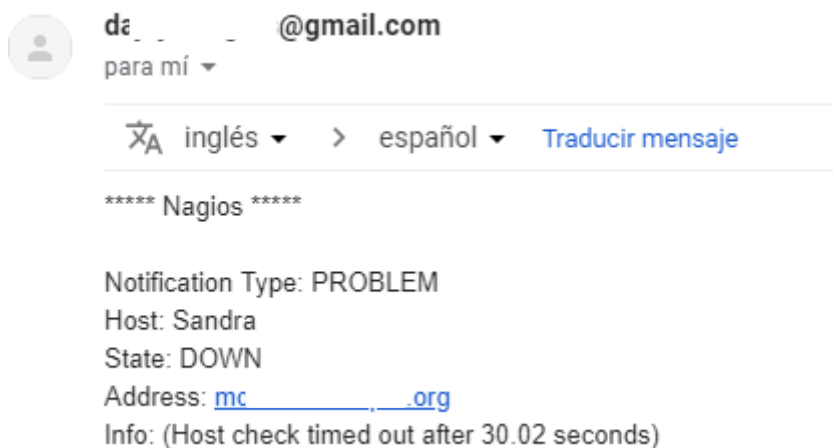 @gmail.com
para mí
inglés > español Traducir mensaje
***** Nagios *****
Notification Type: PROBLEM
Host: Sandra
State: DOWN
Address: .org
Info: (Host check timed out after 30.02 seconds)